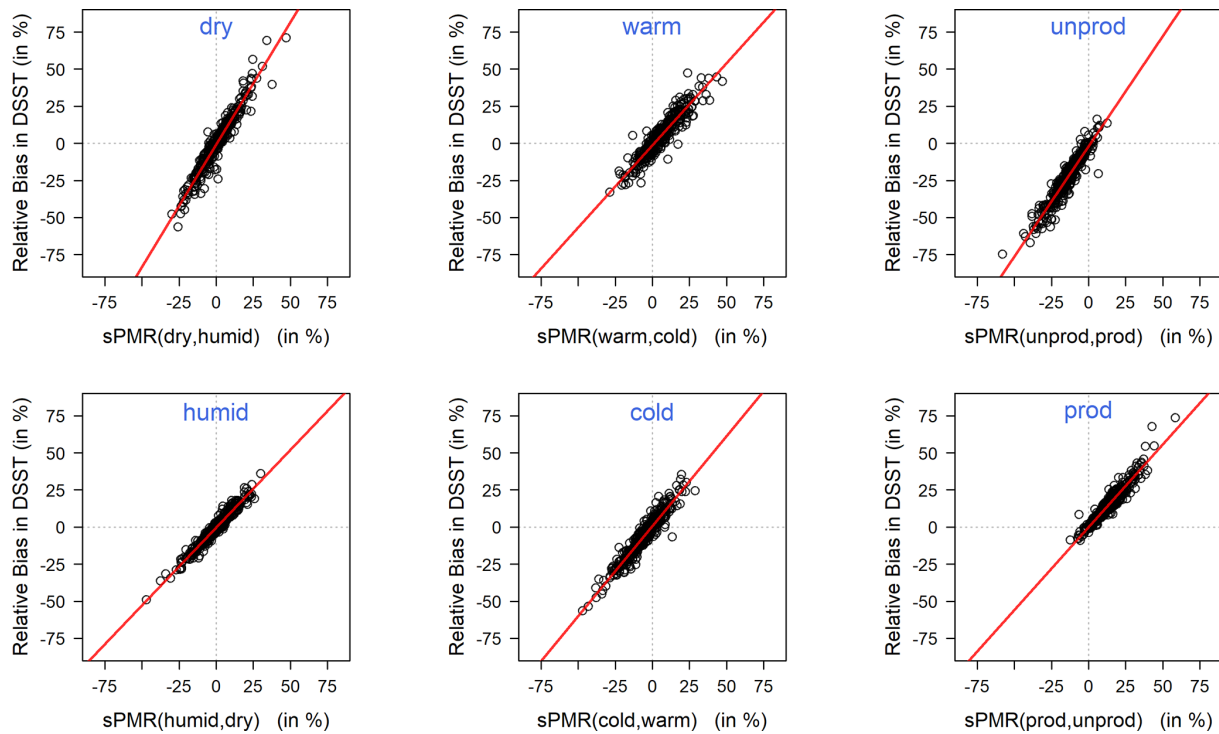 dry
Relative Bias in DSST (in %)
75
50
25
0
-25
-50
-75
-75 -25 0 25 50 75
sPMR(dry,humid) (in %)
warm
Relative Bias in DSST (in %)
75
50
25
0
-25
-50
-75
-75 -25 0 25 50 75
sPMR(warm,cold) (in %)
unprod
Relative Bias in DSST (in %)
75
50
25
0
-25
-50
-75
-75 -25 0 25 50 75
sPMR(unprod,prod) (in %)
humid
Relative Bias in DSST (in %)
75
50
25
0
-25
-50
-75
-75 -25 0 25 50 75
sPMR(humid,dry) (in %)
cold
Relative Bias in DSST (in %)
75
50
25
0
-25
-50
-75
-75 -25 0 25 50 75
sPMR(cold,warm) (in %)
prod
Relative Bias in DSST (in %)
75
50
25
0
-25
-50
-75
-75 -25 0 25 50 75
sPMR(prod,unprod) (in %)